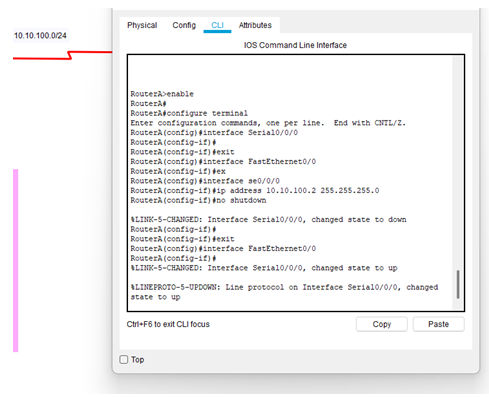 10.10.100.0/24
Physical Config CLI Attributes
IOS Command Line Interface
RouterA>enable
RouterA#
RouterA#configure terminal
Enter configuration commands, one per line.  End with CNTL/Z.
RouterA(config)#interface Serial0/0/0
RouterA(config-if)#
RouterA(config-if)#exit
RouterA(config)#interface FastEthernet0/0
RouterA(config-if)#ex
RouterA(config)#interface se0/0/0
RouterA(config-if)#ip address 10.10.100.2 255.255.255.0
RouterA(config-if)#no shutdown
%LINK-5-CHANGED: Interface Serial0/0/0, changed state to down
RouterA(config-if)#
RouterA(config-if)#exit
RouterA(config)#interface FastEthernet0/0
RouterA(config-if)#
%LINK-5-CHANGED: Interface Serial0/0/0, changed state to up
%LINEPROTO-5-UPDOWN: Line protocol on Interface Serial0/0/0, changed
state to up
Ctrl+F6 to exit CLI focus
Copy Paste
Top